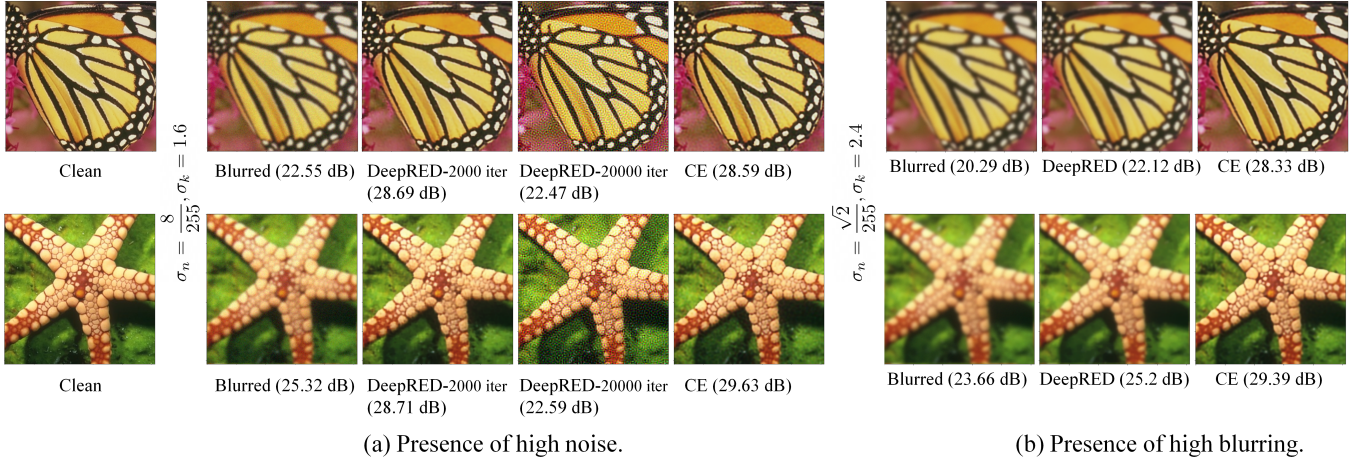 Clean
σ_n = 8/255, σ_k = 1.6
Blurred (22.55 dB)
DeepRED-2000 iter
(28.69 dB)
DeepRED-20000 iter
(22.47 dB)
CE (28.59 dB)
σ_n = √2/255, σ_k = 2.4
Blurred (20.29 dB)
DeepRED (22.12 dB)
CE (28.33 dB)
Clean
Blurred (25.32 dB)
DeepRED-2000 iter
(28.71 dB)
DeepRED-20000 iter
(22.59 dB)
CE (29.63 dB)
Blurred (23.66 dB)
DeepRED (25.2 dB)
CE (29.39 dB)
(a) Presence of high noise.
(b) Presence of high blurring.